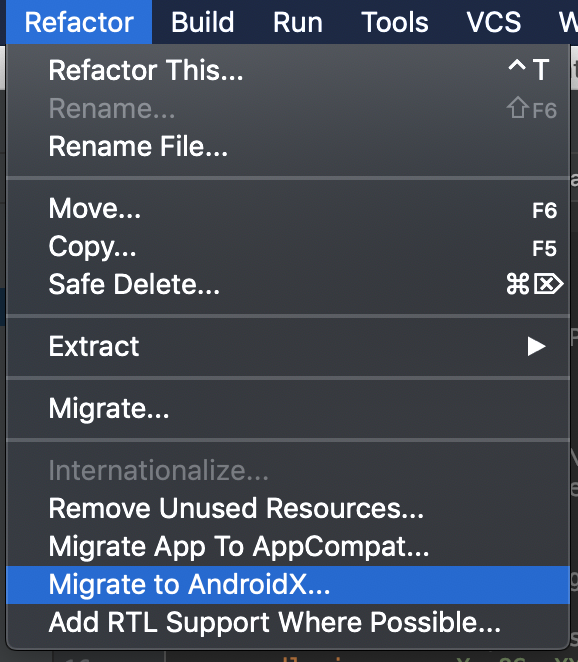 Refactor Build Run Tools VCS
Refactor This... ^ T
Rename... ⇧F6
Rename File...
Move... F6
Copy... F5
Safe Delete... ⌘⌦
Extract ▶
Migrate...
Internationalize...
Remove Unused Resources...
Migrate App To AppCompat...
Migrate to AndroidX...
Add RTL Support Where Possible...